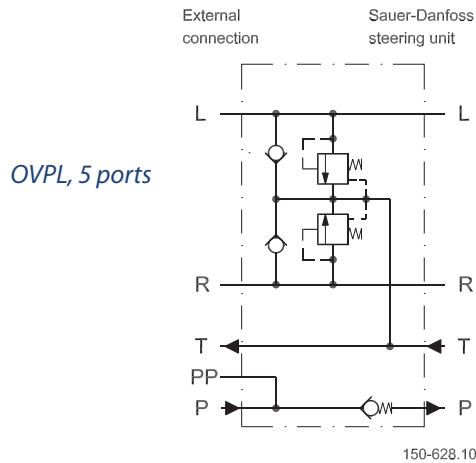 External Sauer-Danfoss
connection steering unit
L L
OVPL, 5 ports
R R
T T
PP
P P
150-628.10